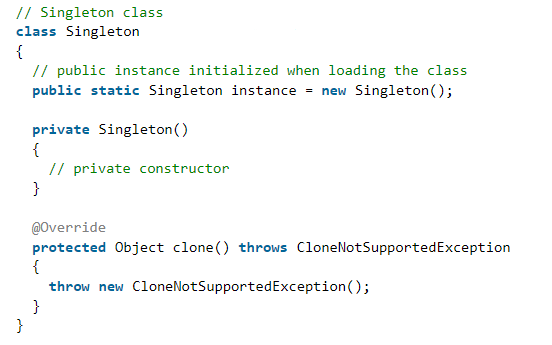 // Singleton class
class Singleton
{
  // public instance initialized when loading the class
  public static Singleton instance = new Singleton();

  private Singleton()
  {
    // private constructor
  }

  @Override
  protected Object clone() throws CloneNotSupportedException
  {
    throw new CloneNotSupportedException();
  }
}